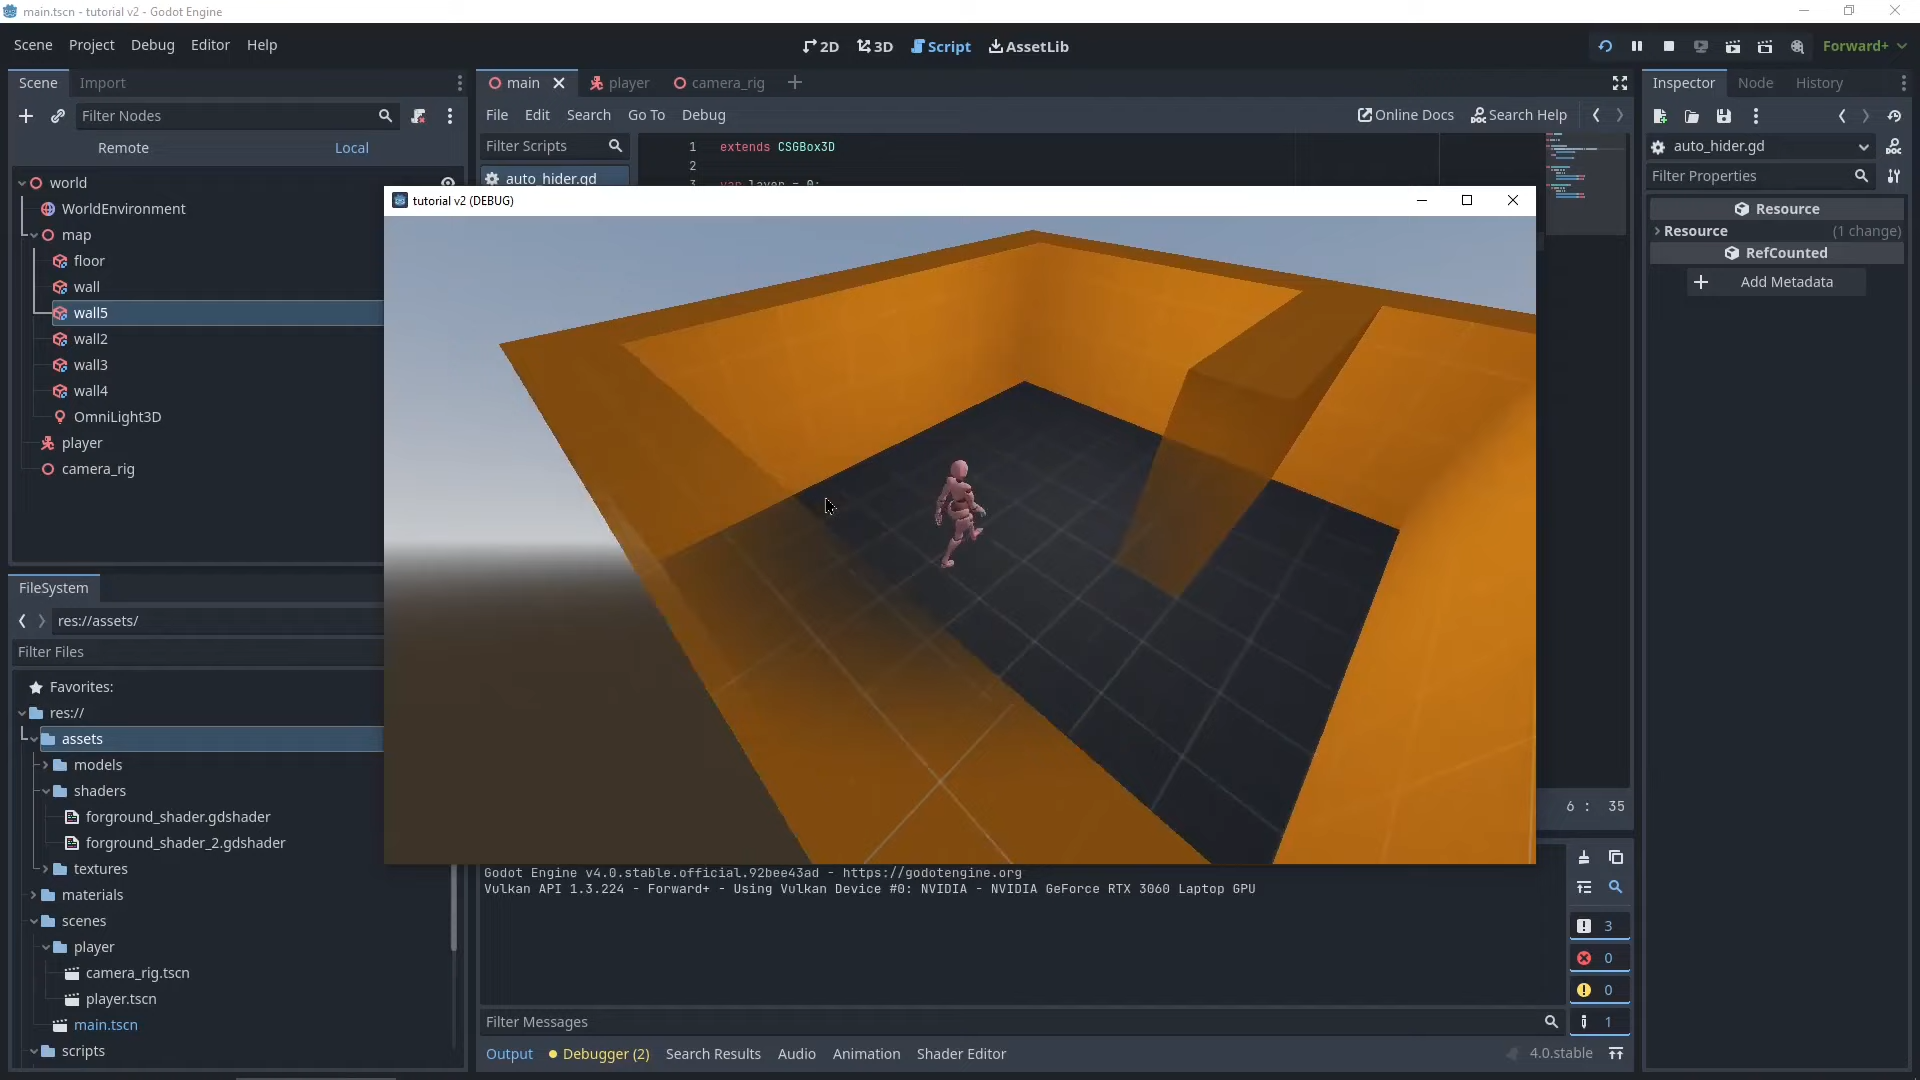 main.tscn - tutorial v2 - Godot Engine
Scene Project Debug Editor Help
2D 3D Script AssetLib
Forward+
Scene Import
main player camera_rig
Inspector Node History
Filter Nodes
File Edit Search Go To Debug
Online Docs Search Help
Remote Local
Filter Scripts
1 extends CSGBox3D
2
auto_hider.gd
auto_hider.gd
Filter Properties
world
tutorial v2 (DEBUG)
WorldEnvironment
map
floor
wall
wall5
wall2
wall3
wall4
OmniLight3D
player
camera_rig
Resource
Resource (1 change)
RefCounted
Add Metadata
FileSystem
res://assets/
Filter Files
Favorites:
res://
assets
models
shaders
forground_shader.gdshader
forground_shader_2.gdshader
textures
materials
scenes
player
camera_rig.tscn
player.tscn
main.tscn
scripts
6 : 35
Godot Engine v4.0.stable.official.92bee43ad - https://godotengine.org
Vulkan API 1.3.224 - Forward+ - Using Vulkan Device #0: NVIDIA - NVIDIA GeForce RTX 3060 Laptop GPU
3
0
0
1
Filter Messages
Output Debugger (2) Search Results Audio Animation Shader Editor
4.0.stable